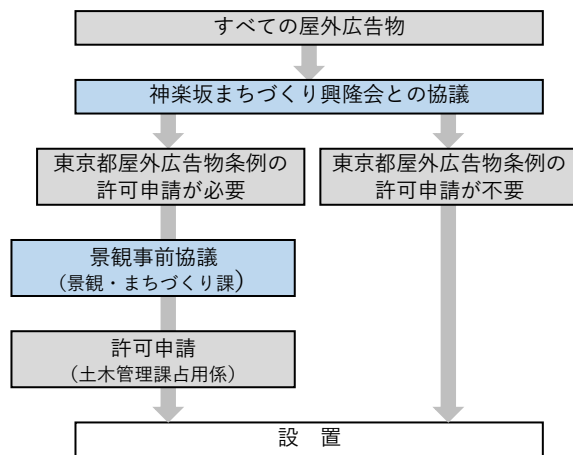 すべての屋外広告物
神楽坂まちづくり興隆会との協議
東京都屋外広告物条例の
許可申請が必要
東京都屋外広告物条例の
許可申請が不要
景観事前協議
（景観・まちづくり課）
許可申請
（土木管理課占用係）
設　置